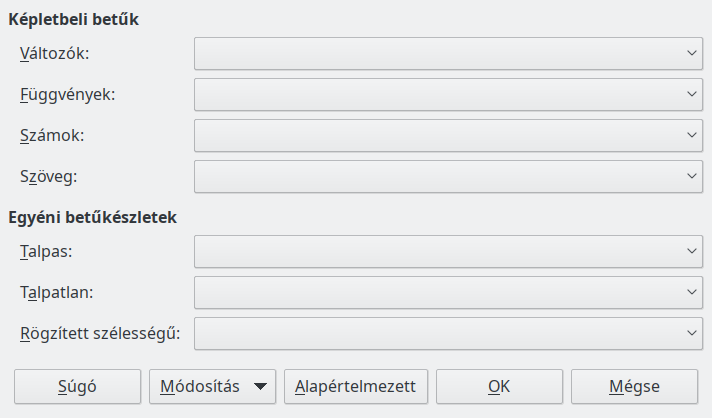 Képletbeli betűk
Változók:
Függvények:
Számok:
Szöveg:
Egyéni betűkészletek
Talpas:
Talpatlan:
Rögzített szélességű:
Súgó Módosítás Alapértelmezett OK Mégse